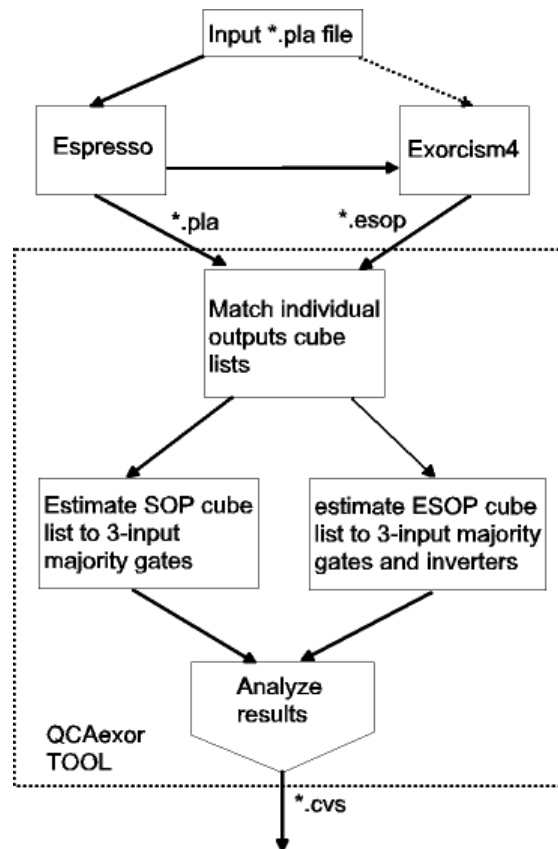 Input *.pla file
Espresso
Exorcism4
*.pla
*.esop
Match individual
outputs cube
lists
Estimate SOP cube
list to 3-input
majority gates
estimate ESOP cube
list to 3-input majority
gates and inverters
Analyze
results
QCAexor
TOOL
*.cvs